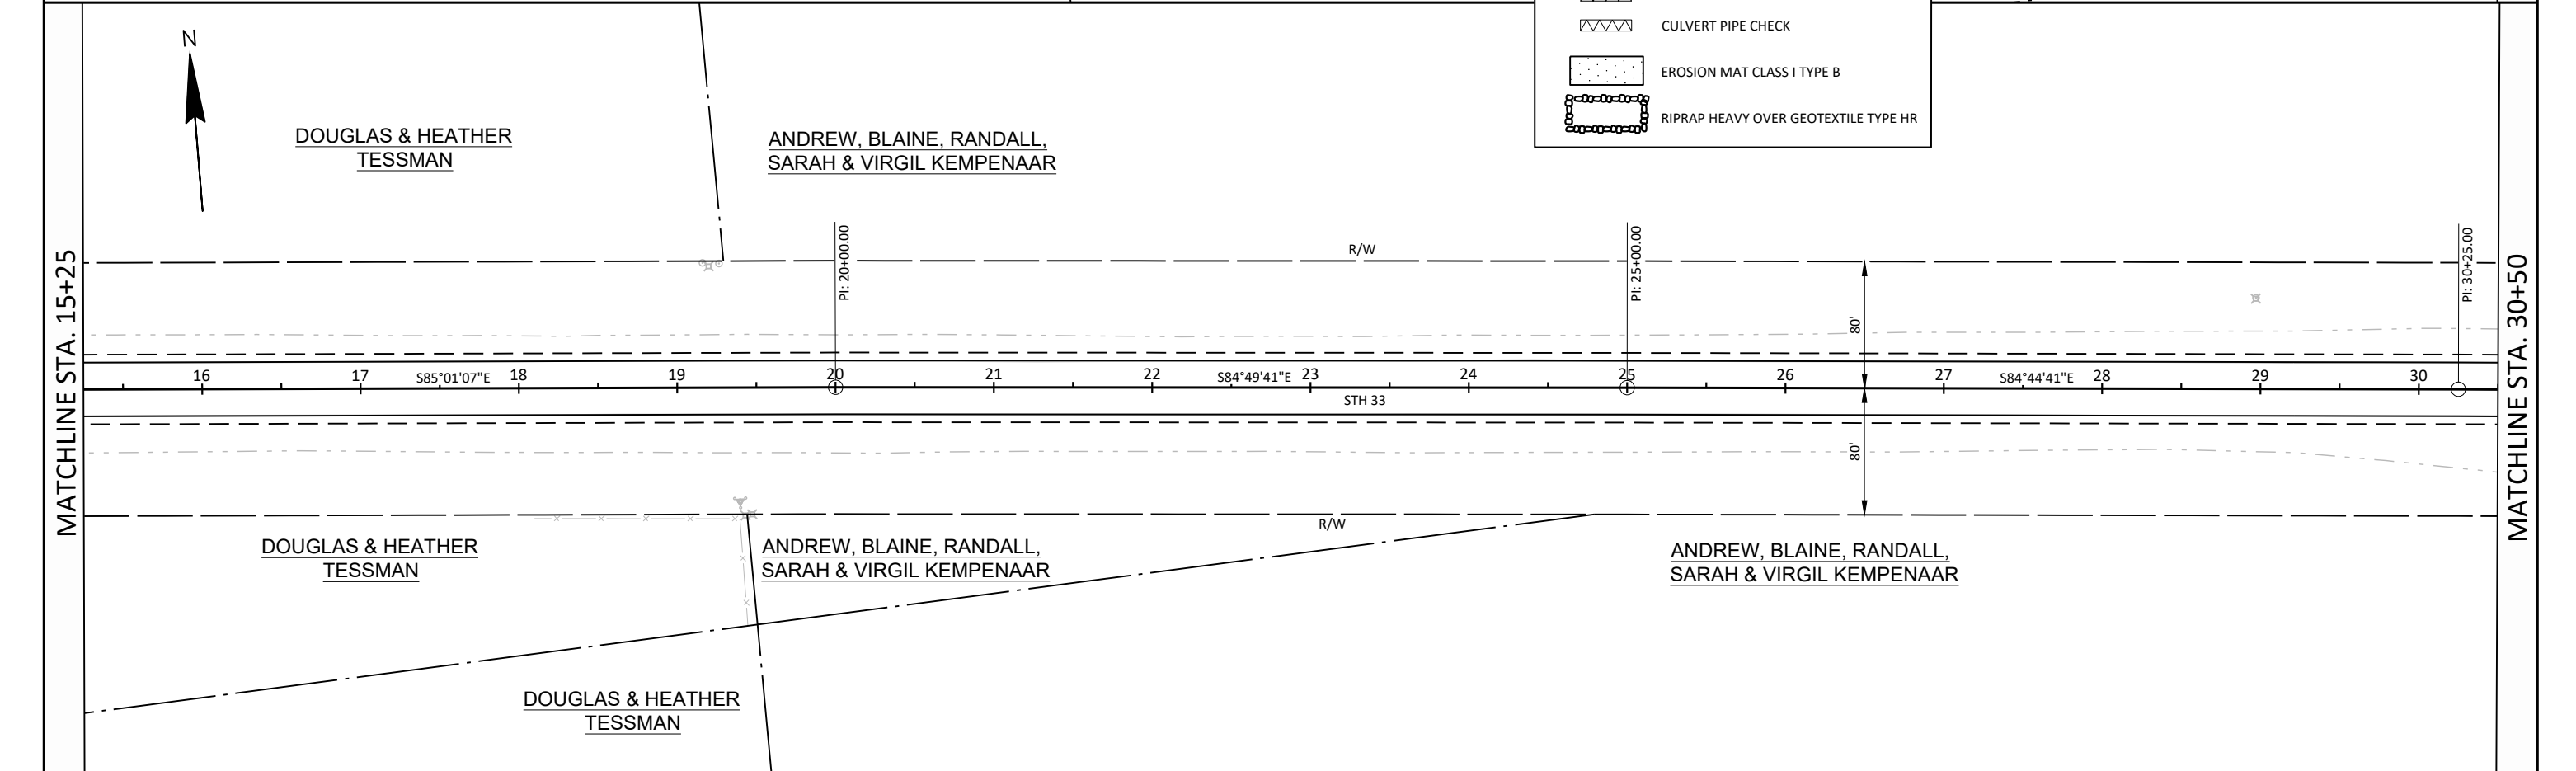 CULVERT PIPE CHECK
EROSION MAT CLASS I TYPE B
RIPRAP HEAVY OVER GEOTEXTILE TYPE HR
N
DOUGLAS & HEATHER
TESSMAN
ANDREW, BLAINE, RANDALL,
SARAH & VIRGIL KEMPENAAR
MATCHLINE STA. 15+25
PI: 20+00.00
R/W
PI: 25+00.00
80'
PI: 30+25.00
MATCHLINE STA. 30+50
16 17 S85°01'07"E 18 19 20 21 22 S84°49'41"E 23 24 25 26 27 S84°44'41"E 28 29 30
STH 33
80'
R/W
DOUGLAS & HEATHER
TESSMAN
ANDREW, BLAINE, RANDALL,
SARAH & VIRGIL KEMPENAAR
ANDREW, BLAINE, RANDALL,
SARAH & VIRGIL KEMPENAAR
DOUGLAS & HEATHER
TESSMAN